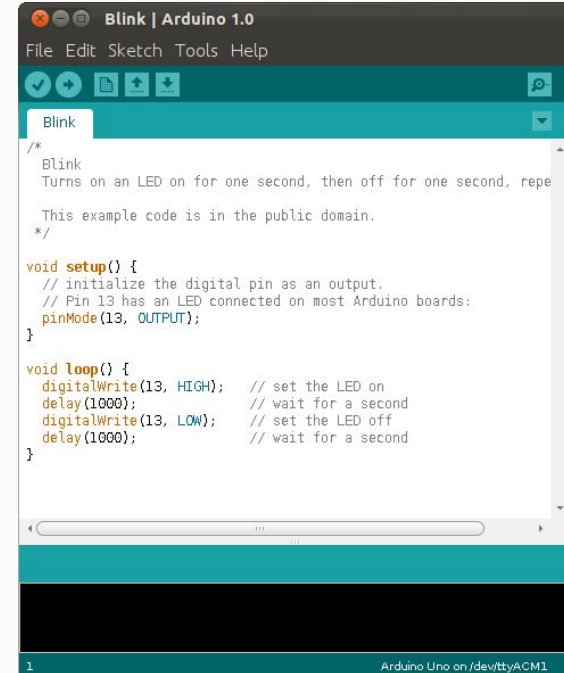 Blink | Arduino 1.0
File Edit Sketch Tools Help
Blink
/*
  Blink
  Turns on an LED on for one second, then off for one second, repe

  This example code is in the public domain.
 */

void setup() {
  // initialize the digital pin as an output.
  // Pin 13 has an LED connected on most Arduino boards:
  pinMode(13, OUTPUT);
}

void loop() {
  digitalWrite(13, HIGH);   // set the LED on
  delay(1000);              // wait for a second
  digitalWrite(13, LOW);    // set the LED off
  delay(1000);              // wait for a second
}
1
Arduino Uno on /dev/ttyACM1